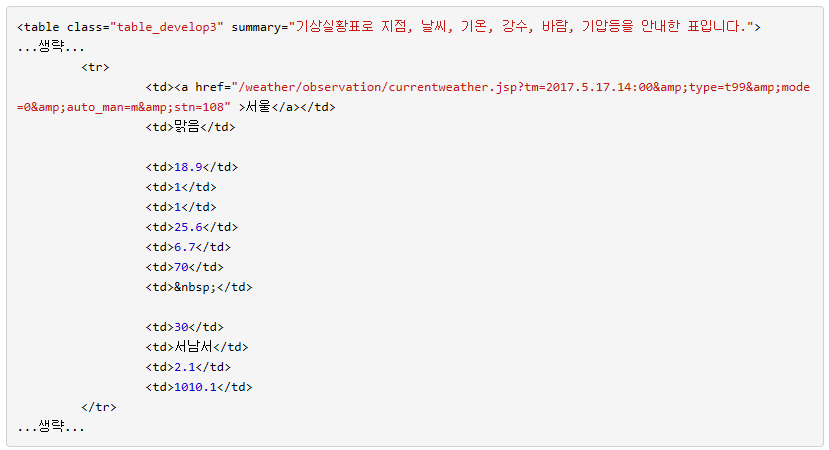 <table class="table_develop3" summary="기상실황표로 지점, 날씨, 기온, 강수, 바람, 기압등을 안내한 표입니다.">
...생략...
<tr>
<td><a href="/weather/observation/currentweather.jsp?tm=2017.5.17.14:00&amp;type=t99&amp;mode
=0&amp;auto_man=m&amp;stn=108" >서울</a></td>
<td>맑음</td>
<td>18.9</td>
<td>1</td>
<td>1</td>
<td>25.6</td>
<td>6.7</td>
<td>70</td>
<td>&nbsp;</td>
<td>30</td>
<td>서남서</td>
<td>2.1</td>
<td>1010.1</td>
</tr>
...생략...